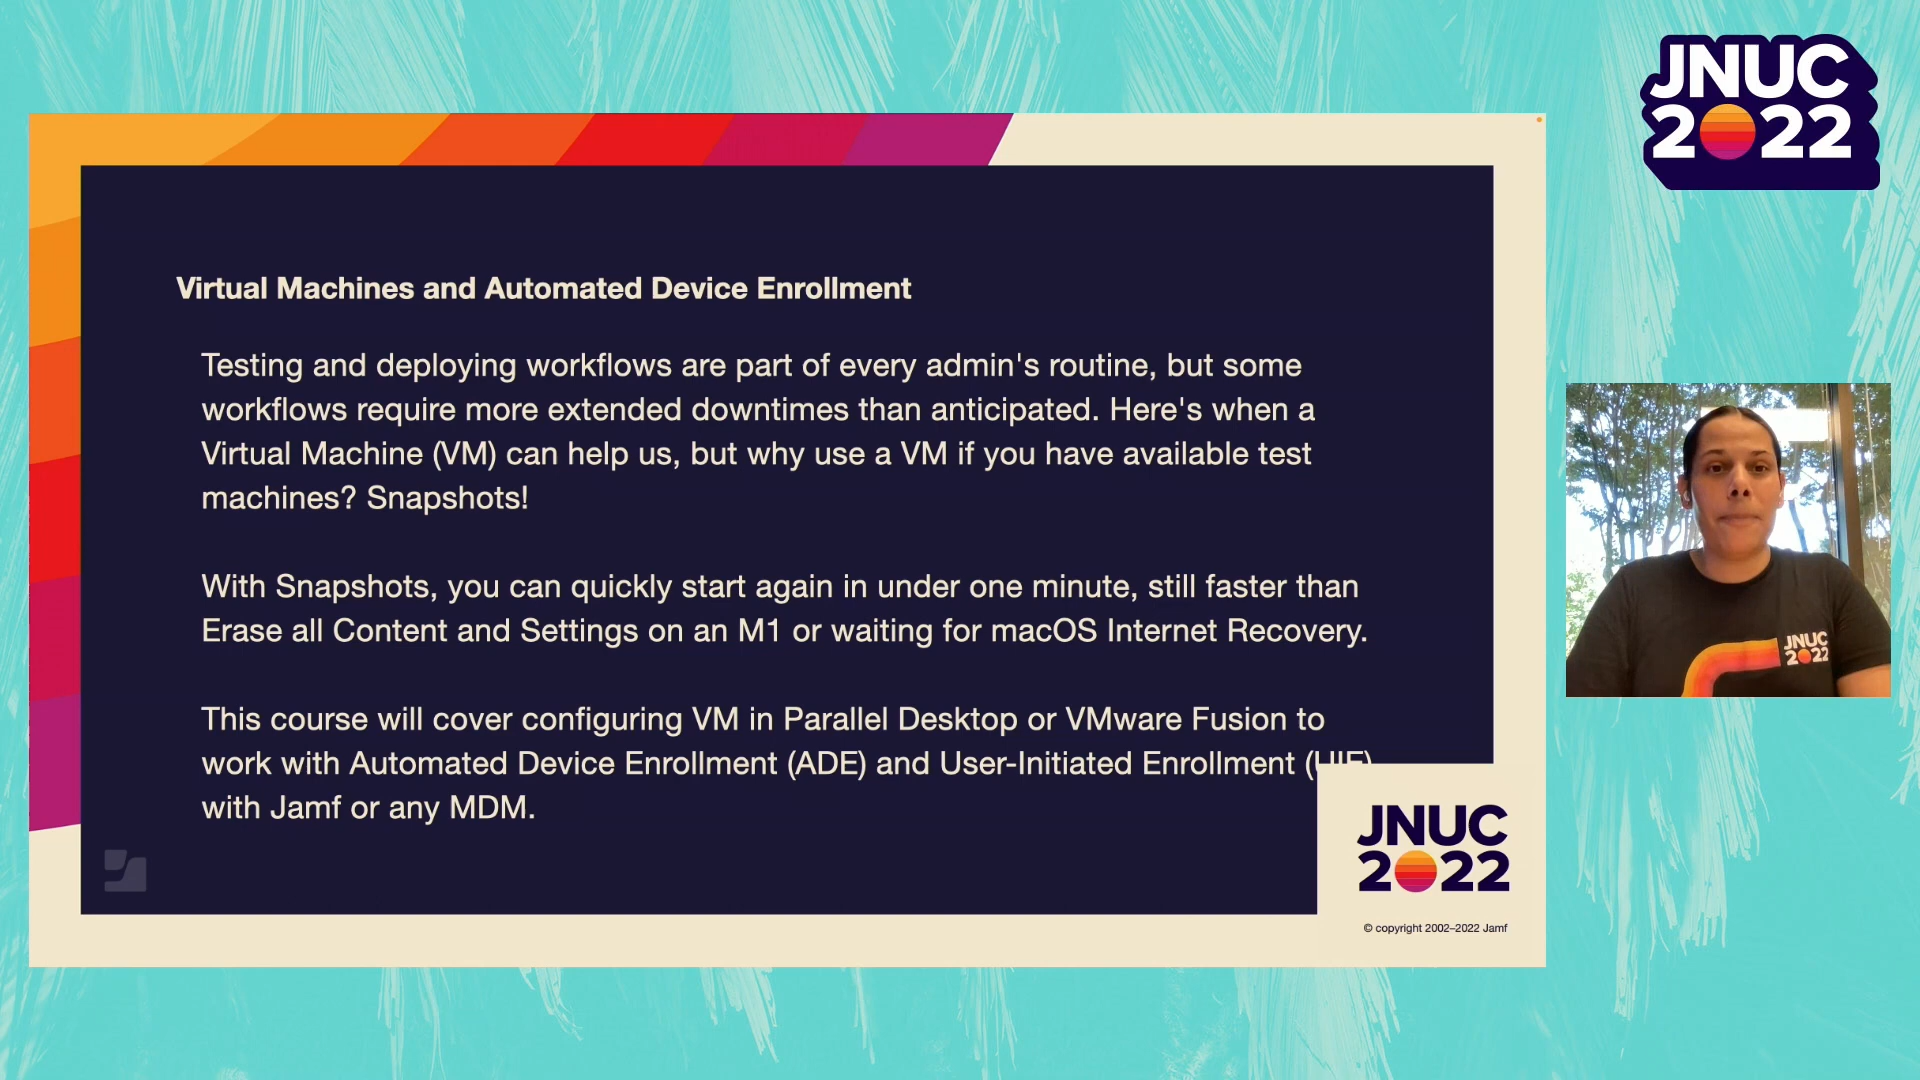 JNUC
2022
Virtual Machines and Automated Device Enrollment
Testing and deploying workflows are part of every admin's routine, but some
workflows require more extended downtimes than anticipated. Here's when a
Virtual Machine (VM) can help us, but why use a VM if you have available test
machines? Snapshots!
With Snapshots, you can quickly start again in under one minute, still faster than
Erase all Content and Settings on an M1 or waiting for macOS Internet Recovery.
This course will cover configuring VM in Parallel Desktop or VMware Fusion to
work with Automated Device Enrollment (ADE) and User-Initiated Enrollment (UIE)
with Jamf or any MDM.
JNUC
2022
© copyright 2002–2022 Jamf
JNUC
2022